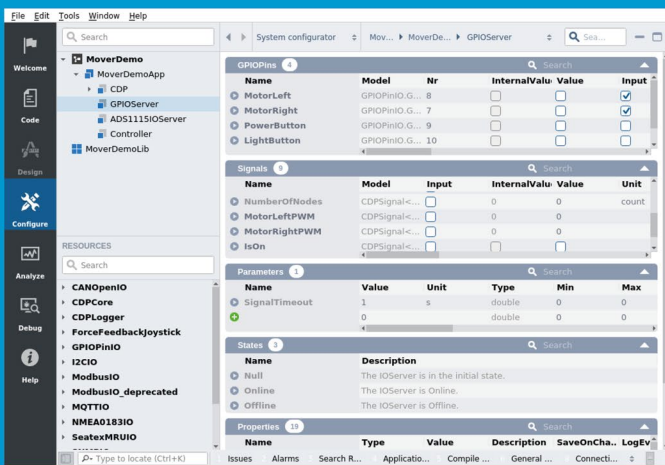 File Edit Tools Window Help
Welcome
Code
Design
Configure
Analyze
Debug
Help
Search
MoverDemo
MoverDemoApp
CDP
GPIOServer
ADS1115IOServer
Controller
MoverDemoLib
RESOURCES
Search
CANOpenIO
CDPCore
CDPLogger
ForceFeedbackJoystick
GPIOPinIO
I2CIO
ModbusIO
ModbusIO_deprecated
MQTTIO
NMEA0183IO
SeatexMRUIO
Type to locate (Ctrl+K)
System configurator Mov... MoverDe... GPIOServer Sea...
GPIOPins 4 Search
Name Model Nr InternalValu Value Input
MotorLeft GPIOPinIO.G... 8
MotorRight GPIOPinIO.G... 7
PowerButton GPIOPinIO.G... 9
LightButton GPIOPinIO.G... 10
Signals 9 Search
Name Model Input InternalValu Value Unit
NumberOfNodes CDPSignal<... 0 0 count
MotorLeftPWM CDPSignal<... 0 0
MotorRightPWM CDPSignal<... 0 0
IsOn CDPSignal<...
Parameters 1 Search
Name Value Unit Type Min Max
SignalTimeout 1 s double 0 0
0 double 0 0
States 3 Search
Name Description
Null The IOServer is in the initial state.
Online The IOServer is Online.
Offline The IOServer is Offline.
Properties 19 Search
Name Type Value Description SaveOnCha.. LogEv
Issues Alarms Search R... Applicatio... Compile ... General ... Connecti...